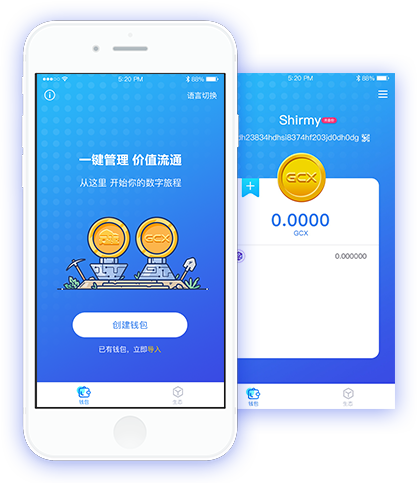 5:20 PM
88%
语言切换
一键管理 价值流通
从这里 开始你的数字旅程
GCX
创建钱包
已有钱包，立即导入
钱包
生态
5:20 PM
88%
Shirmy
dh23834hdhsi8374hf203jd0dh0dg
GCX
0.0000
GCX
0.000000
钱包
生态